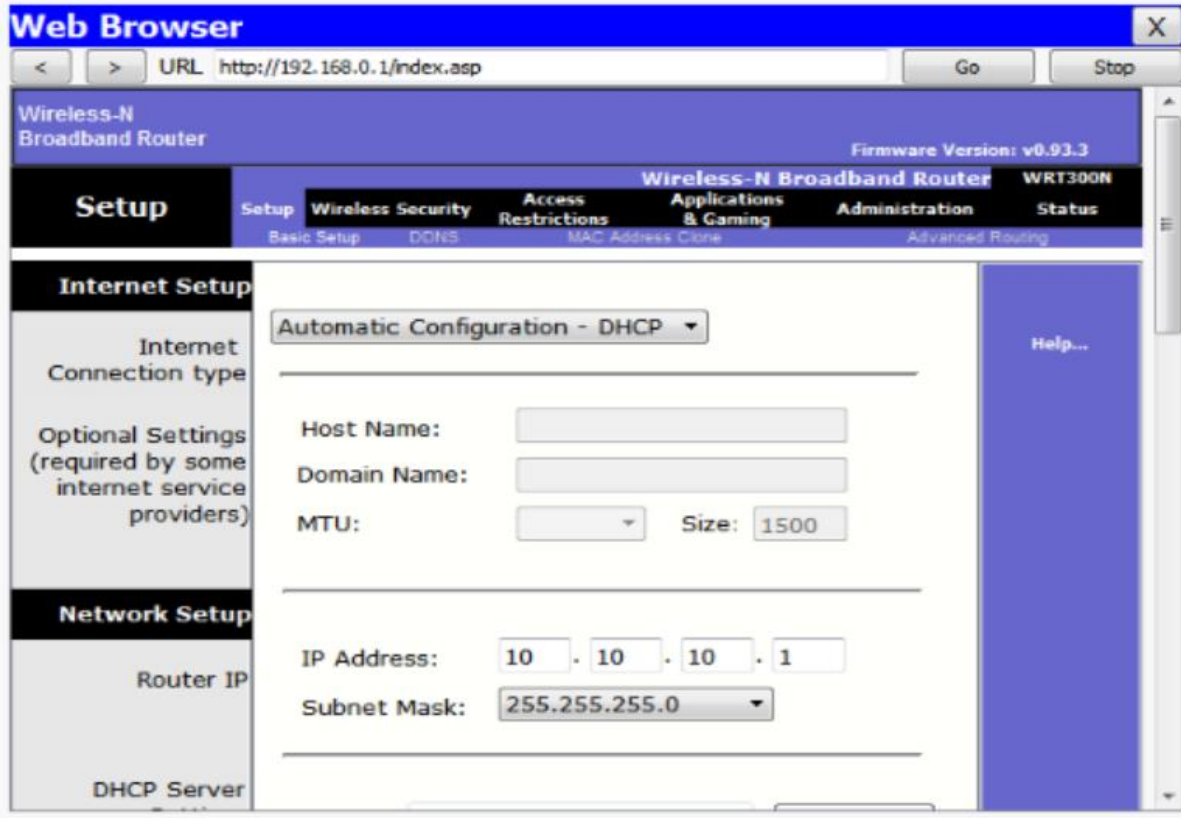 Web Browser X
< > URL http://192.168.0.1/index.asp Go Stop
Wireless-N
Broadband Router
Firmware Version: v0.93.3
Wireless-N Broadband Router WRT300N
Setup
Setup Wireless Security Access Restrictions Applications & Gaming Administration Status
Basic Setup DDNS MAC Address Clone Advanced Routing
Internet Setup
Automatic Configuration - DHCP
Internet
Connection type
Help...
Optional Settings
(required by some
internet service
providers)
Host Name:
Domain Name:
MTU: Size: 1500
Network Setup
Router IP
IP Address: 10 . 10 . 10 . 1
Subnet Mask: 255.255.255.0
DHCP Server